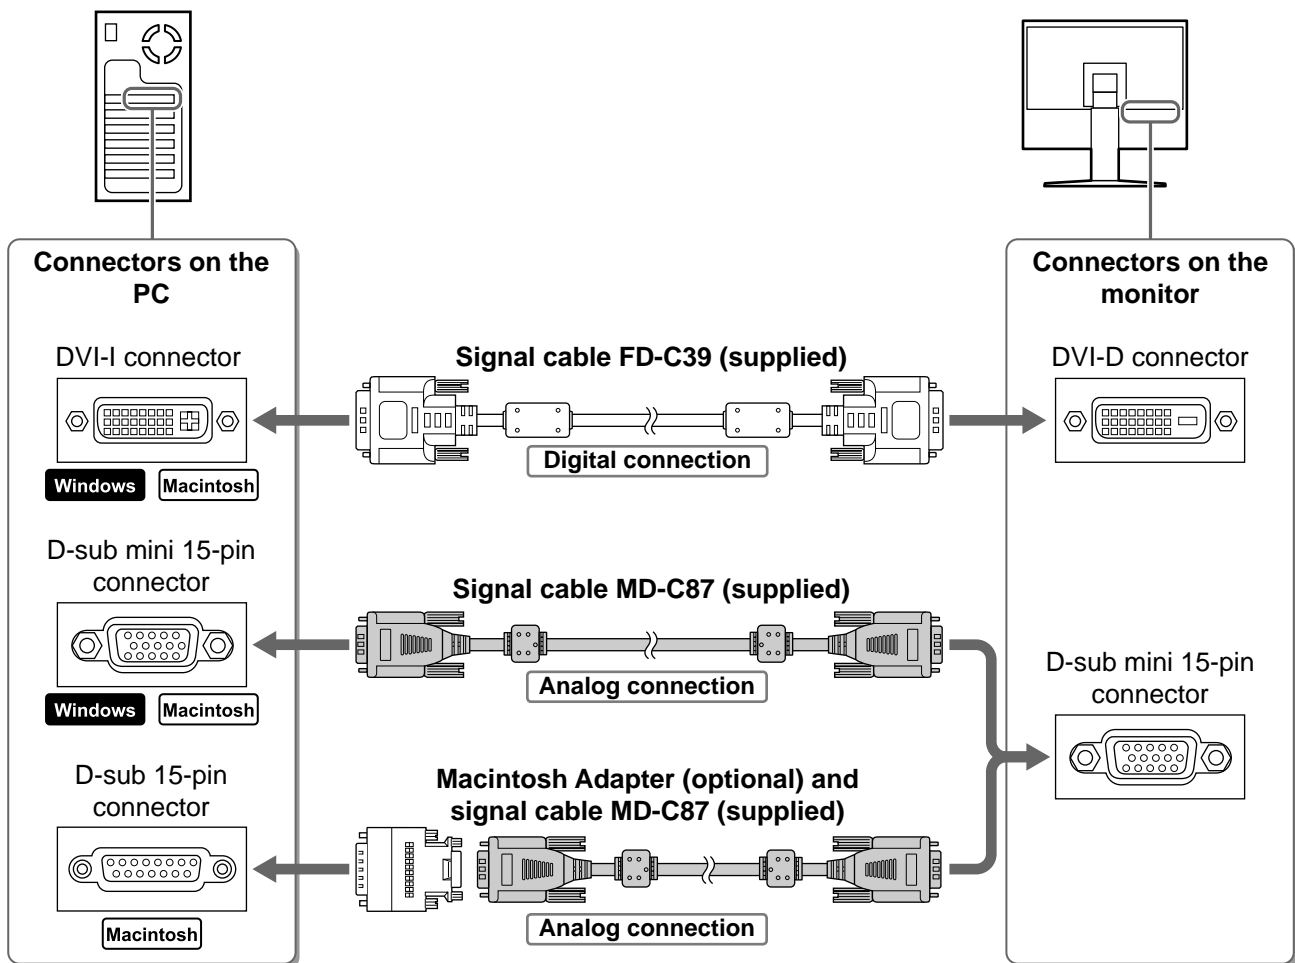 Connectors on the
PC
DVI-I connector
Windows
Macintosh
D-sub mini 15-pin
connector
Windows
Macintosh
D-sub 15-pin
connector
Macintosh
Signal cable FD-C39 (supplied)
Digital connection
Signal cable MD-C87 (supplied)
Analog connection
Macintosh Adapter (optional) and
signal cable MD-C87 (supplied)
Analog connection
Connectors on the
monitor
DVI-D connector
D-sub mini 15-pin
connector